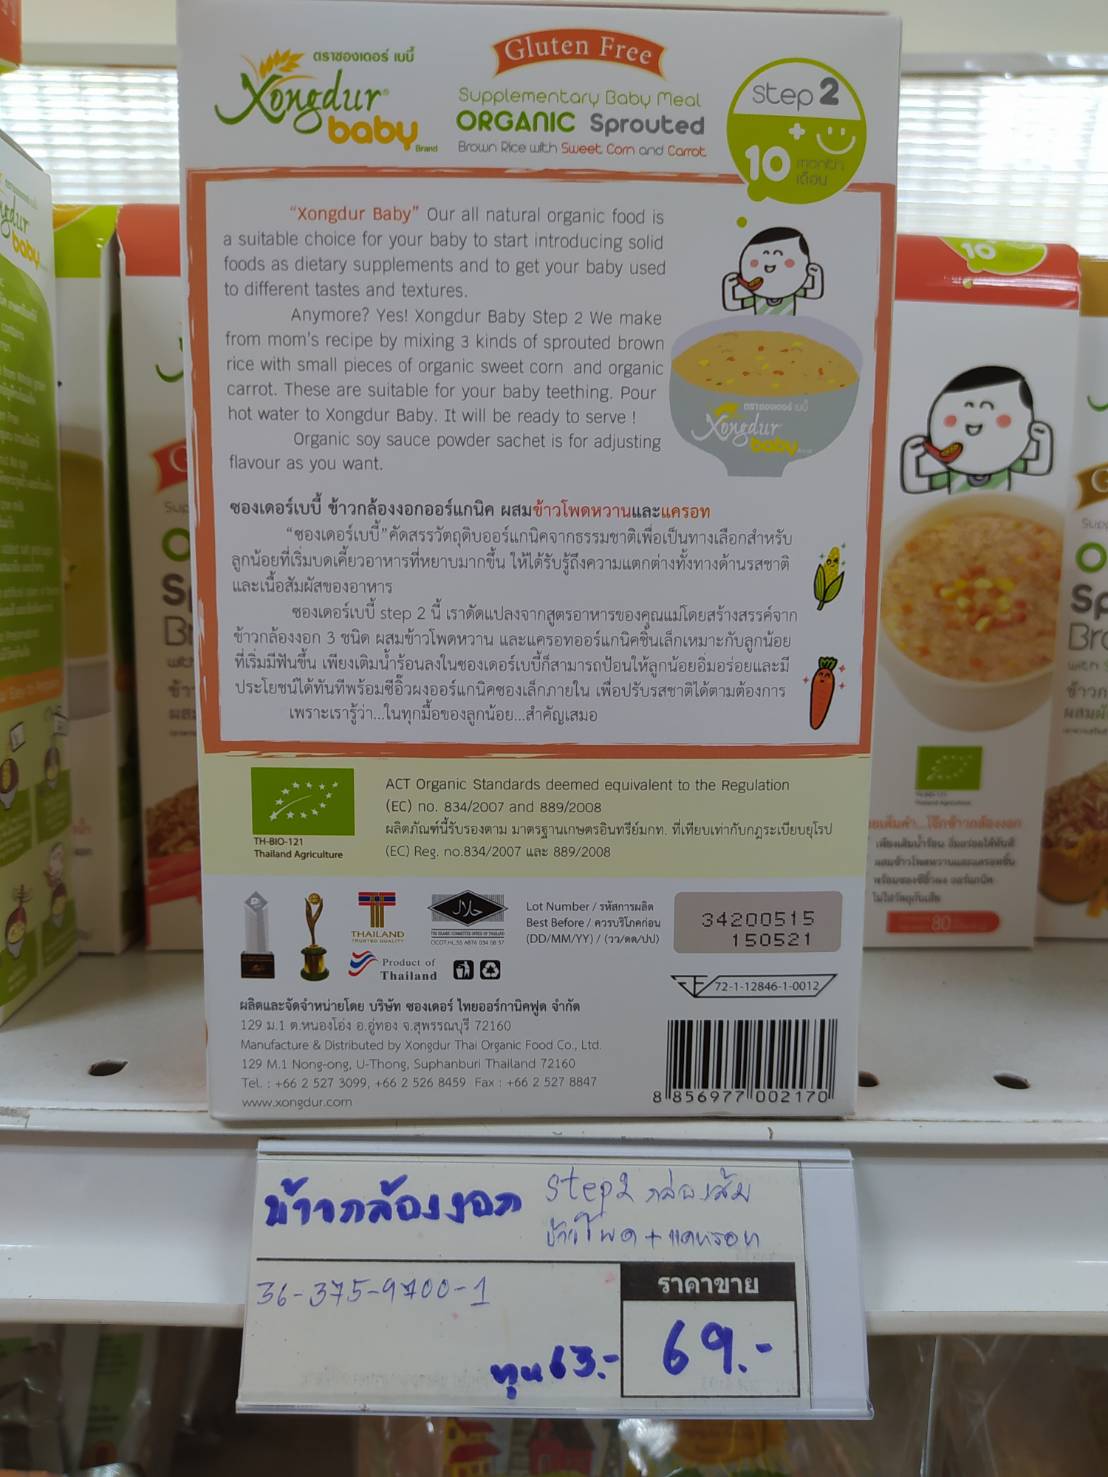 Gluten Free
ตราซองเดอร์ เบบี้
Xongdur®
baby Brand
Supplementary Baby Meal
ORGANIC Sprouted
Brown Rice with Sweet Corn and Carrot
step 2
+
10 month
เดือน
"Xongdur Baby" Our all natural organic food is
a suitable choice for your baby to start introducing solid
foods as dietary supplements and to get your baby used
to different tastes and textures.
Anymore? Yes! Xongdur Baby Step 2 We make
from mom's recipe by mixing 3 kinds of sprouted brown
rice with small pieces of organic sweet corn and organic
carrot. These are suitable for your baby teething. Pour
hot water to Xongdur Baby. It will be ready to serve !
Organic soy sauce powder sachet is for adjusting
flavour as you want.
ตราซองเดอร์ เบบี้
Xongdur
baby
ซองเดอร์เบบี้ ข้าวกล้องงอกออร์แกนิค ผสมข้าวโพดหวานและแครอท
"ซองเดอร์เบบี้"คัดสรรวัตถุดิบออร์แกนิคจากธรรมชาติเพื่อเป็นทางเลือกสำหรับ
ลูกน้อยที่เริ่มบดเคี้ยวอาหารที่หยาบมากขึ้น ให้ได้รับรู้ถึงความแตกต่างทั้งทางด้านรสชาติ
และเนื้อสัมผัสของอาหาร
ซองเดอร์เบบี้ step 2 นี้ เราดัดแปลงจากสูตรอาหารของคุณแม่โดยสร้างสรรค์จาก
ข้าวกล้องงอก 3 ชนิด ผสมข้าวโพดหวาน และแครอทออร์แกนิคชิ้นเล็กเหมาะกับลูกน้อย
ที่เริ่มมีฟันขึ้น เพียงเติมน้ำร้อนลงในซองเดอร์เบบี้ก็สามารถป้อนให้ลูกน้อยอิ่มอร่อยและมี
ประโยชน์ได้ทันทีพร้อมซีอิ๊วผงออร์แกนิคซองเล็กภายใน เพื่อปรับรสชาติได้ตามต้องการ
เพราะเรารู้ว่า...ในทุกมื้อของลูกน้อย...สำคัญเสมอ
TH-BIO-121
Thailand Agriculture
ACT Organic Standards deemed equivalent to the Regulation
(EC) no. 834/2007 and 889/2008
ผลิตภัณฑ์นี้รับรองตาม มาตรฐานเกษตรอินทรีย์มกท. ที่เทียบเท่ากับกฎระเบียบยุโรป
(EC) Reg. no.834/2007 และ 889/2008
THAILAND
TRUSTED QUALITY
حلال
Product of
Thailand
Lot Number / รหัสการผลิต
Best Before / ควรบริโภคก่อน
(DD/MM/YY) / (วว/ดด/ปป)
34200515
150521
72-1-12846-1-0012
ผลิตและจัดจำหน่ายโดย บริษัท ซองเดอร์ ไทยออร์กานิคฟูด จำกัด
129 ม.1 ต.หนองโอ่ง อ.อู่ทอง จ.สุพรรณบุรี 72160
Manufacture & Distributed by Xongdur Thai Organic Food Co., Ltd.
129 M.1 Nong-ong, U-Thong, Suphanburi Thailand 72160
Tel. : +66 2 527 3099, +66 2 526 8459 Fax : +66 2 527 8847
www.xongdur.com
8 856977 002170
ข้าวกล้องงอก
Step2 กล่องส้ม
ข้าวโพด + แครอท
36-375-9700-1
ราคาขาย
ทุน 63.-
69.-